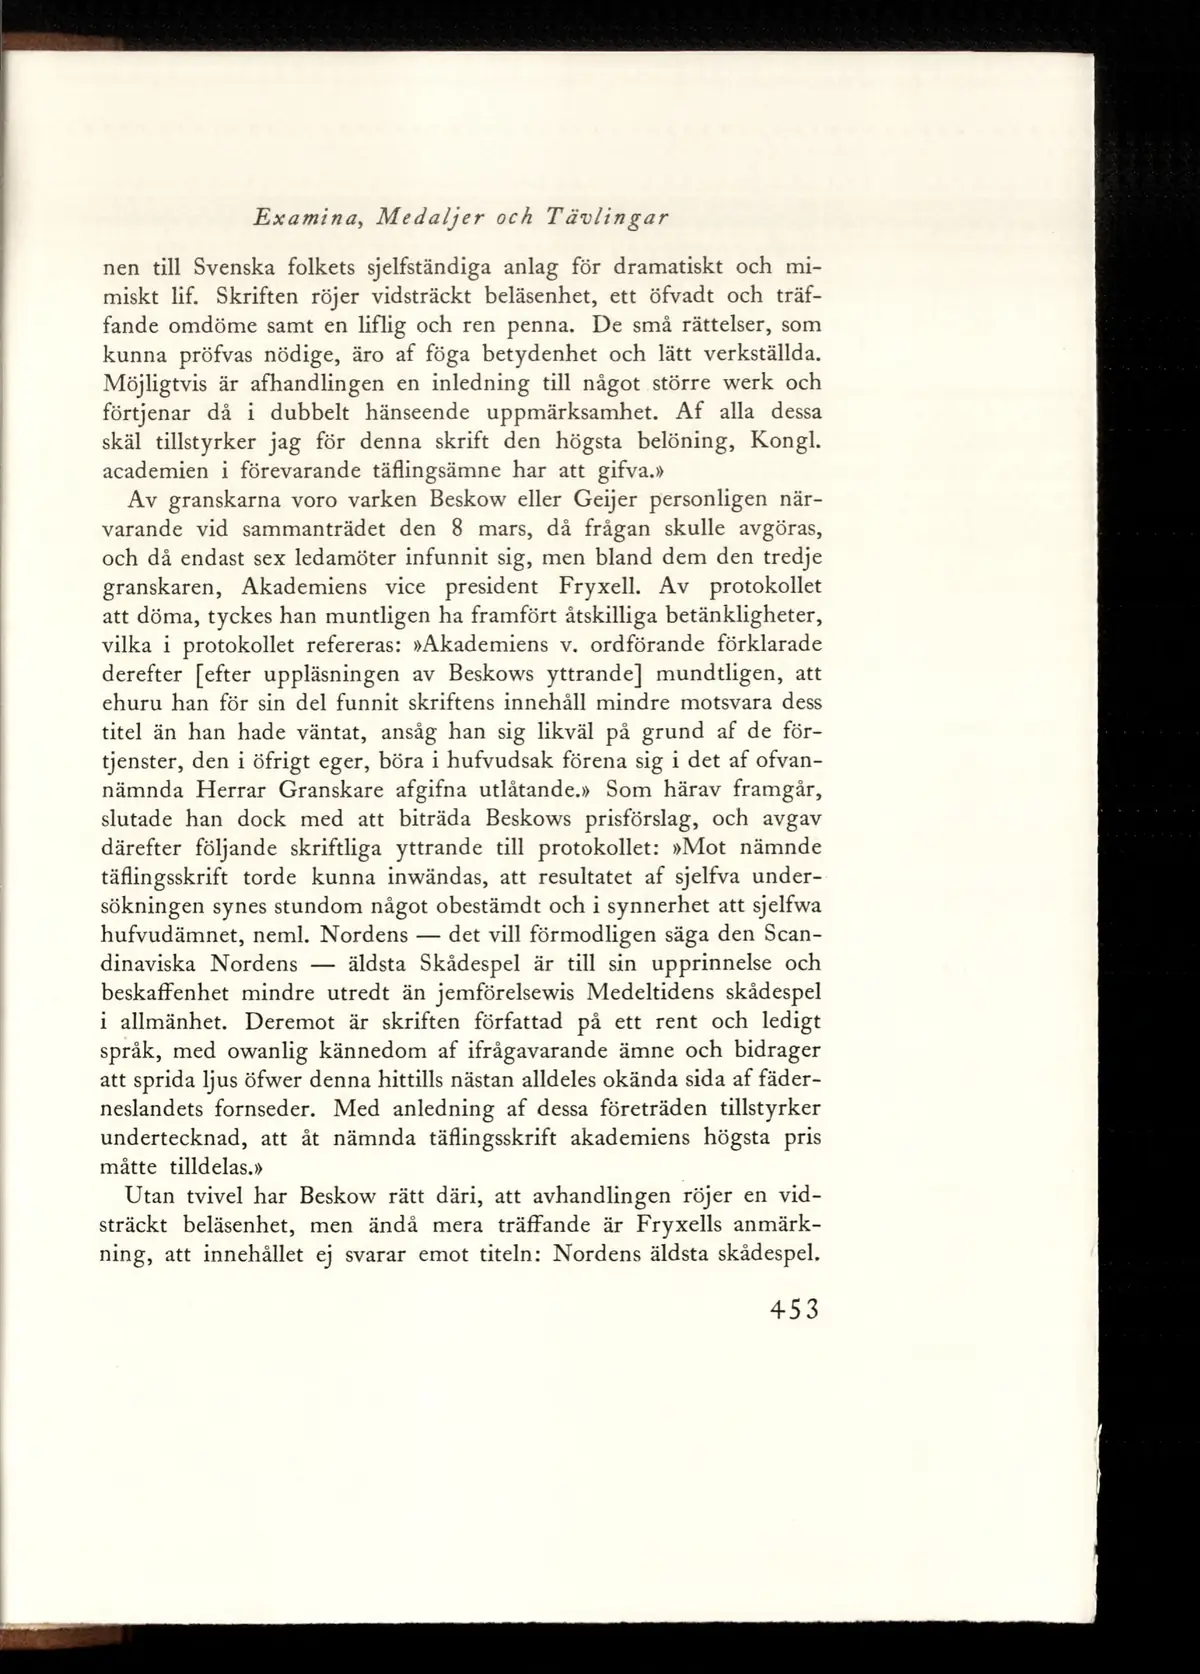 Examina, Medaljer och Tävlingar
nen till Svenska folkets sjelfständiga anlag för dramatiskt och mi-
miskt lif. Skriften röjer vidsträckt beläsenhet, ett öfvadt och träf-
fande omdöme samt en liflig och ren penna. De små rättelser, som
kunna pröfvas nödige, äro af föga betydenhet och lätt verkställda.
Möjligtvis är afhandlingen en inledning till något större werk och
förtjenar då i dubbelt hänseende uppmärksamhet. Af alla dessa
skäl tillstyrker jag för denna skrift den högsta belöning, Kongl.
academien i förevarande täflingsämne har att gifva.»
Av granskarna voro varken Beskow eller Geijer personligen när-
varande vid sammanträdet den 8 mars, då frågan skulle avgöras,
och då endast sex ledamöter infunnit sig, men bland dem den tredje
granskaren, Akademiens vice president Fryxell. Av protokollet
att döma, tyckes han muntligen ha framfört åtskilliga betänkligheter,
vilka i protokollet refereras: »Akademiens v. ordförande förklarade
derefter [efter uppläsningen av Beskows yttrande] mundtligen, att
ehuru han för sin del funnit skriftens innehåll mindre motsvara dess
titel än han hade väntat, ansåg han sig likväl på grund af de för-
tjenster, den i öfrigt eger, böra i hufvudsak förena sig i det af ofvan-
nämnda Herrar Granskare afgifna utlåtande.» Som härav framgår,
slutade han dock med att biträda Beskows prisförslag, och avgav
därefter följande skriftliga yttrande till protokollet: »Mot nämnde
täflingsskrift torde kunna inwändas, att resultatet af sjelfva under-
sökningen synes stundom något obestämdt och i synnerhet att sjelfwa
hufvudämnet, neml. Nordens — det vill förmodligen säga den Scan-
dinaviska Nordens — äldsta Skådespel är till sin upprinnelse och
beskaffenhet mindre utredt än jemförelsewis Medeltidens skådespel
i allmänhet. Deremot är skriften författad på ett rent och ledigt
språk, med owanlig kännedom af ifrågavarande ämne och bidrager
att sprida ljus öfwer denna hittills nästan alldeles okända sida af fäder-
neslandets fornseder. Med anledning af dessa företräden tillstyrker
undertecknad, att åt nämnda täflingsskrift akademiens högsta pris
måtte tilldelas.»
Utan tvivel har Beskow rätt däri, att avhandlingen röjer en vid-
sträckt beläsenhet, men ändå mera träffande är Fryxells anmärk-
ning, att innehållet ej svarar emot titeln: Nordens äldsta skådespel.
453